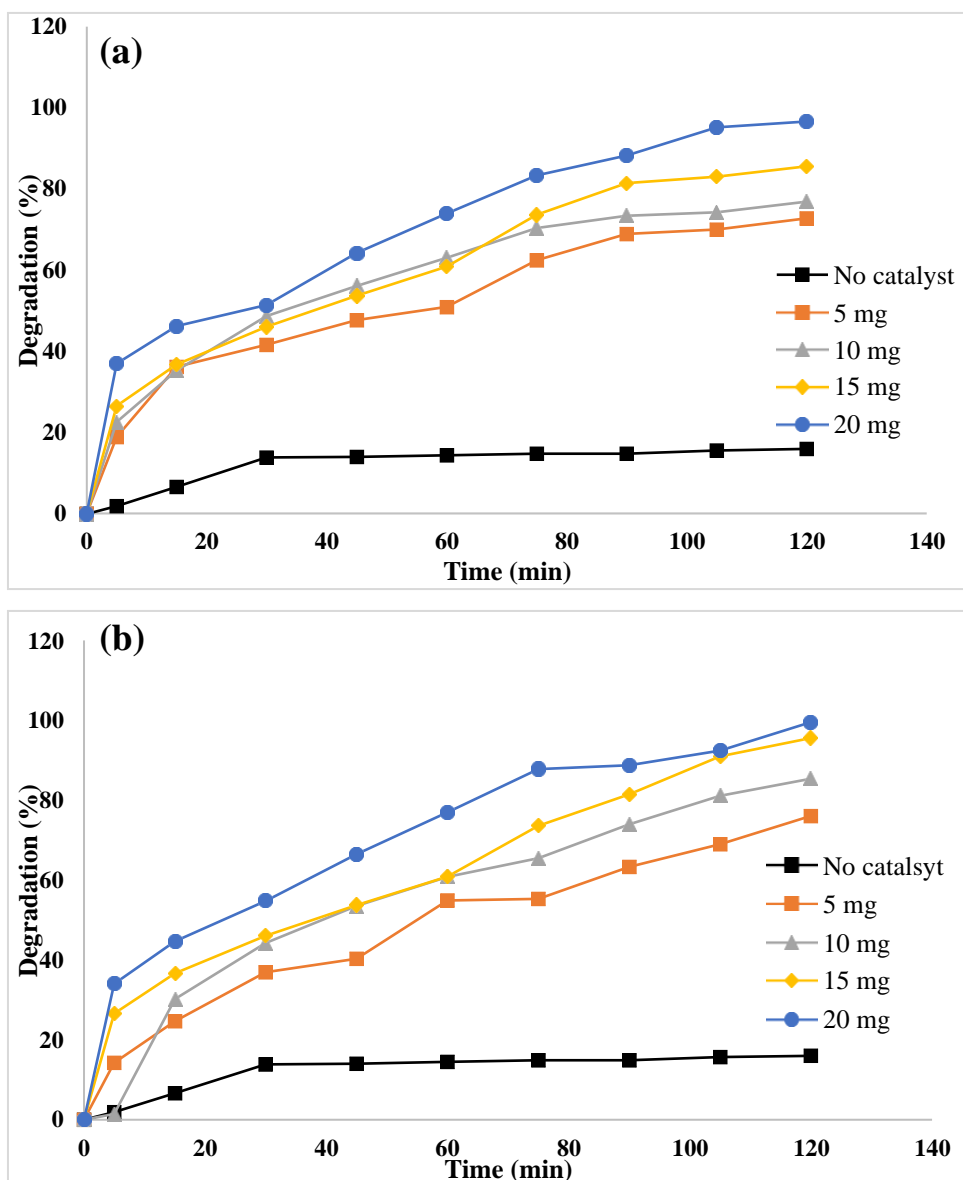 (a)
120
100
80
60
40
20
0
Degradation (%)
0 20 40 60 80 100 120 140
Time (min)
No catalyst
5 mg
10 mg
15 mg
20 mg
(b)
120
100
80
60
40
20
0
Degradation (%)
0 20 40 60 80 100 120 140
Time (min)
No catalsyt
5 mg
10 mg
15 mg
20 mg